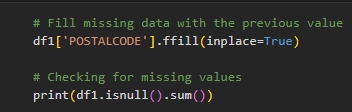 # Fill missing data with the previous value
df1['POSTALCODE'].ffill(inplace=True)
# Checking for missing values
print(df1.isnull().sum())